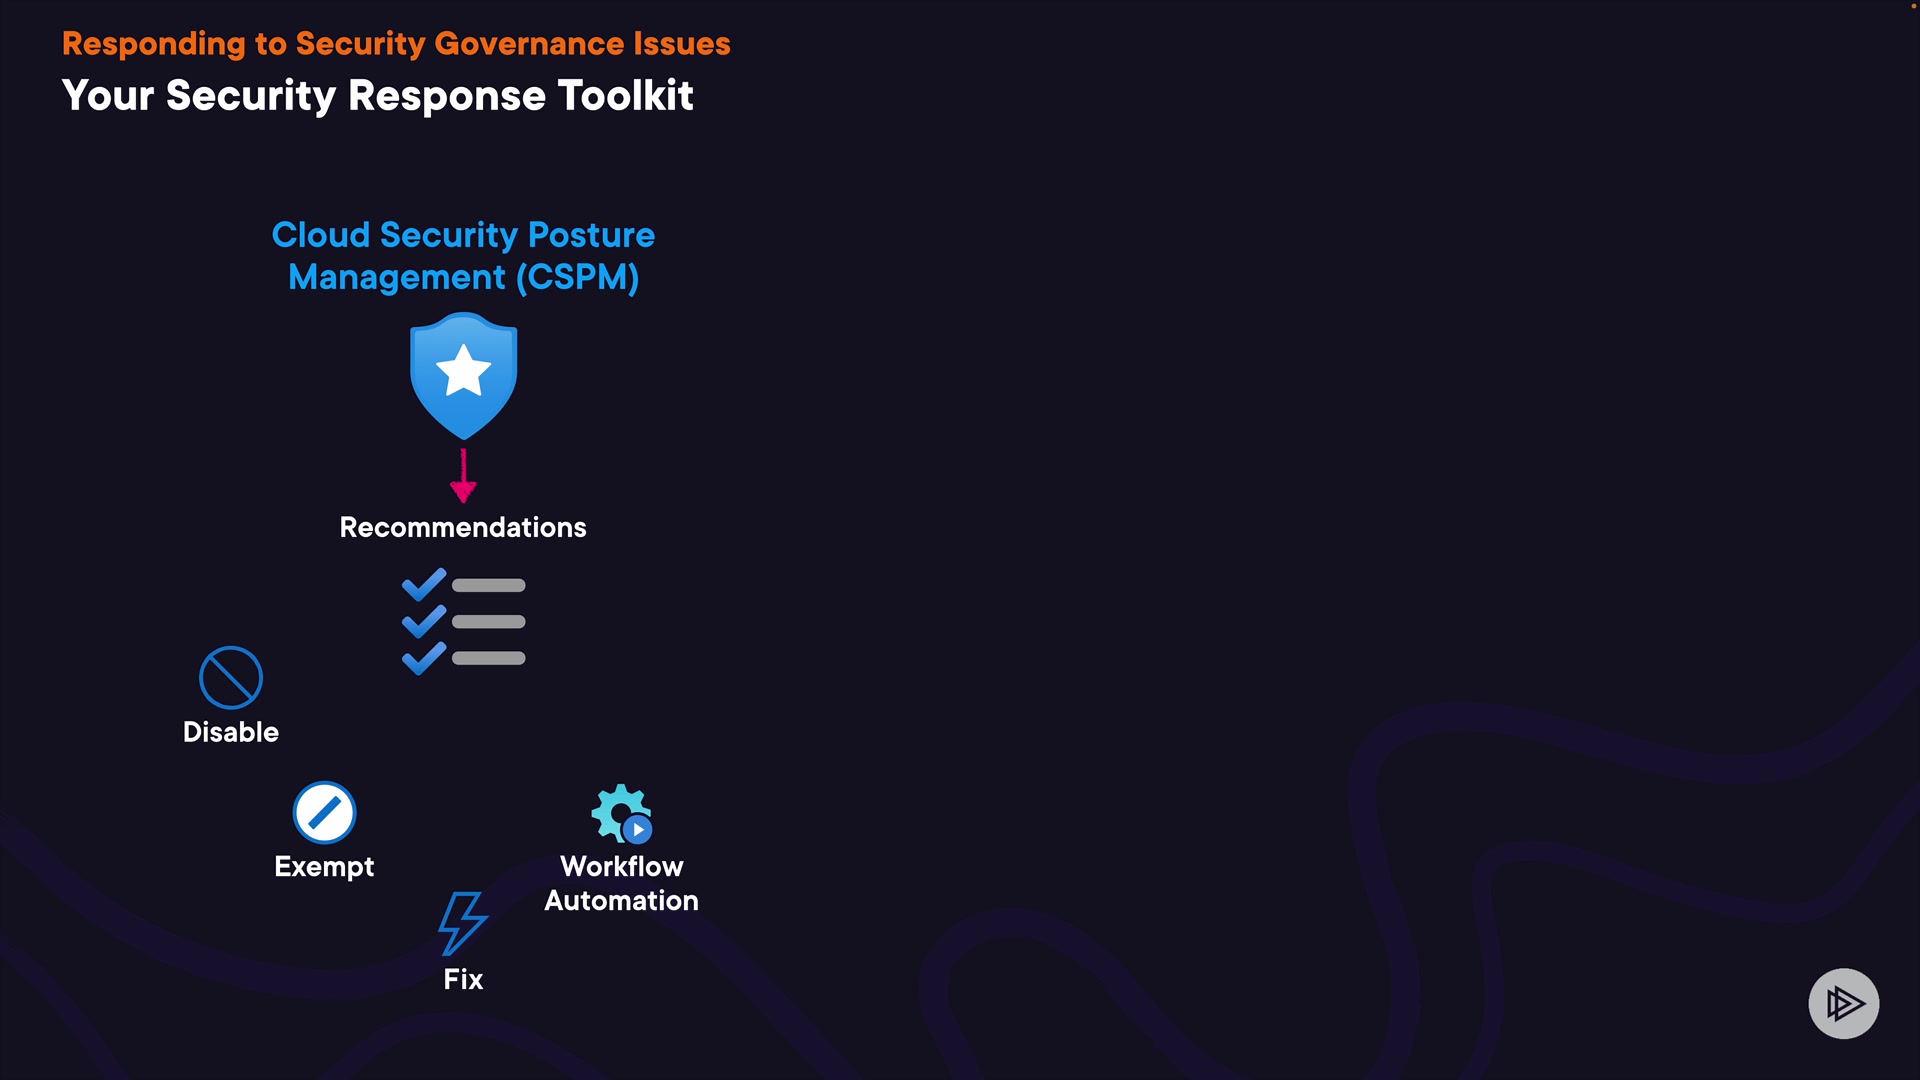 Responding to Security Governance Issues
Your Security Response Toolkit
Cloud Security Posture
Management (CSPM)
Recommendations
Disable
Exempt
Workflow
Automation
Fix